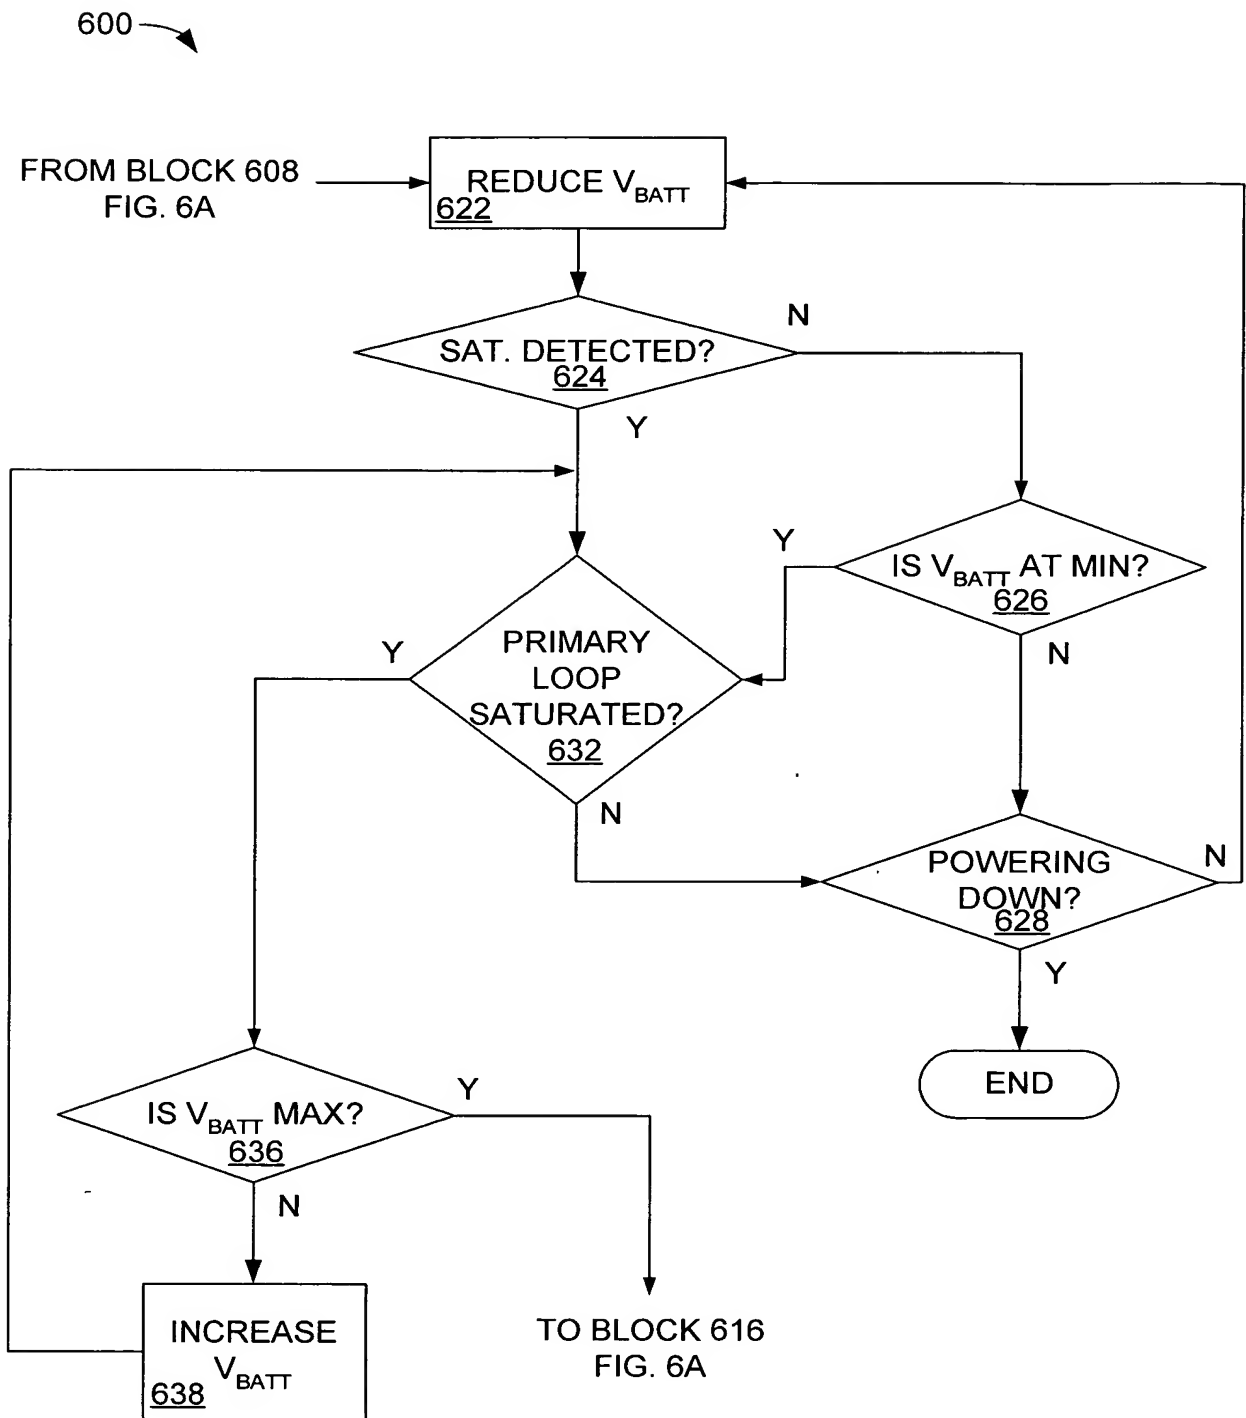 600
FROM BLOCK 608
FIG. 6A
REDUCE VBATT
622
N
SAT. DETECTED?
624
Y
Y
IS VBATT AT MIN?
626
N
Y
PRIMARY
LOOP
SATURATED?
632
N
POWERING
DOWN?
628
N
Y
END
IS VBATT MAX?
636
Y
N
INCREASE
VBATT
638
TO BLOCK 616
FIG. 6A